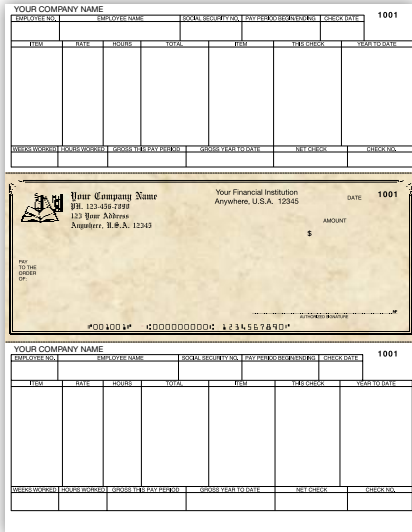 YOUR COMPANY NAME
1001
EMPLOYEE NO. EMPLOYEE NAME SOCIAL SECURITY NO. PAY PERIOD BEGIN/ENDING CHECK DATE
ITEM RATE HOURS TOTAL ITEM THIS CHECK YEAR TO DATE
WEEKS WORKED HOURS WORKED GROSS THIS PAY PERIOD GROSS YEAR TO DATE NET CHECK CHECK NO.
Your Company Name
PH. 123-456-7890
123 Your Address
Anywhere, U.S.A. 12345
Your Financial Institution
Anywhere, U.S.A. 12345
DATE
1001
AMOUNT
$
PAY
TO THE
ORDER
OF:
AUTHORIZED SIGNATURE
⑈001001⑈ ⑆000000000⑆ 1234567890⑈
YOUR COMPANY NAME
1001
EMPLOYEE NO. EMPLOYEE NAME SOCIAL SECURITY NO. PAY PERIOD BEGIN/ENDING CHECK DATE
ITEM RATE HOURS TOTAL ITEM THIS CHECK YEAR TO DATE
WEEKS WORKED HOURS WORKED GROSS THIS PAY PERIOD GROSS YEAR TO DATE NET CHECK CHECK NO.